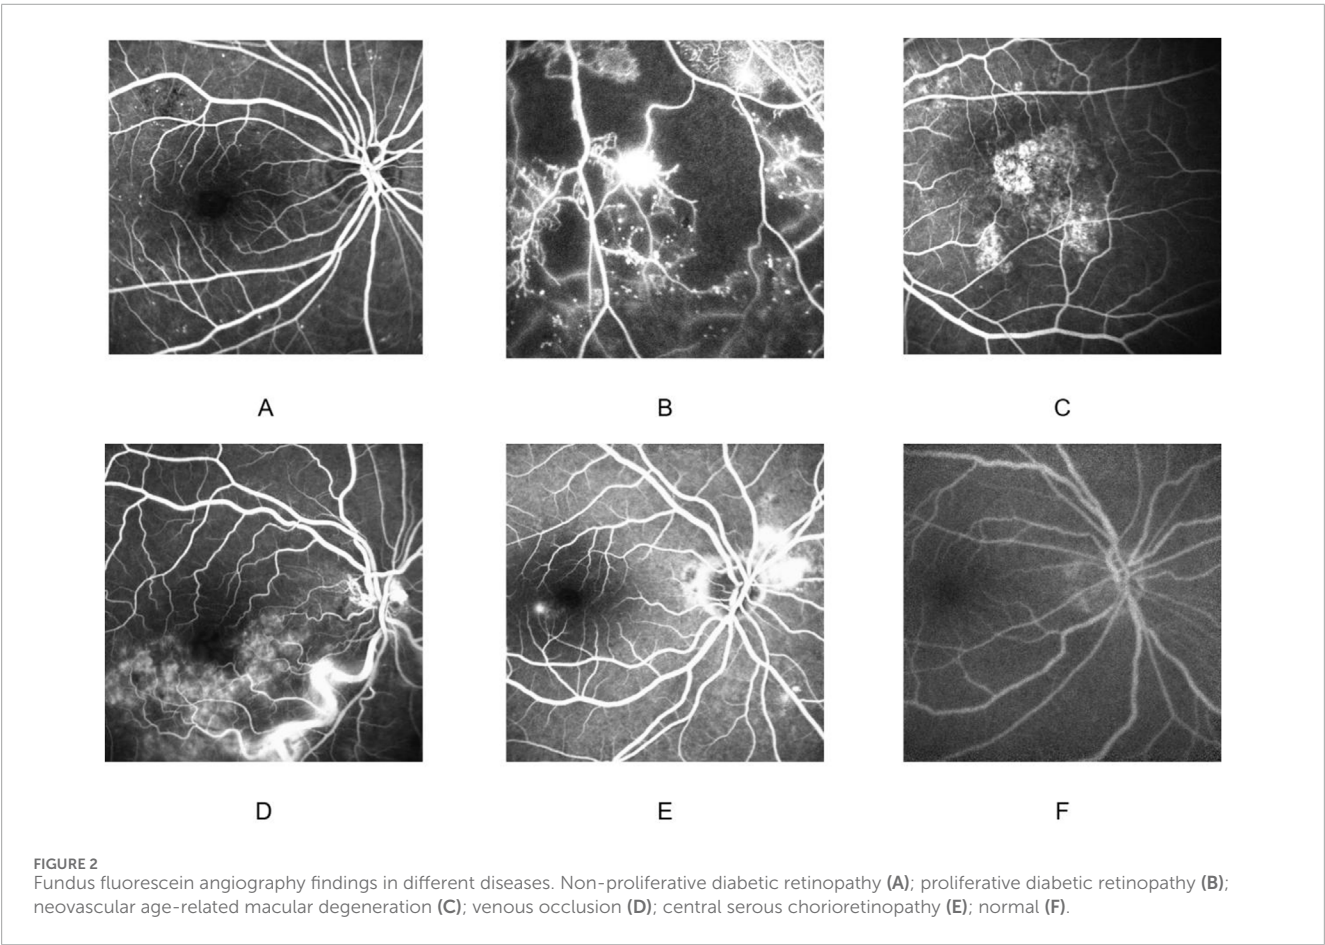 A
B
C
D
E
F
FIGURE 2
Fundus fluorescein angiography findings in different diseases. Non-proliferative diabetic retinopathy (A); proliferative diabetic retinopathy (B);
neovascular age-related macular degeneration (C); venous occlusion (D); central serous chorioretinopathy (E); normal (F).